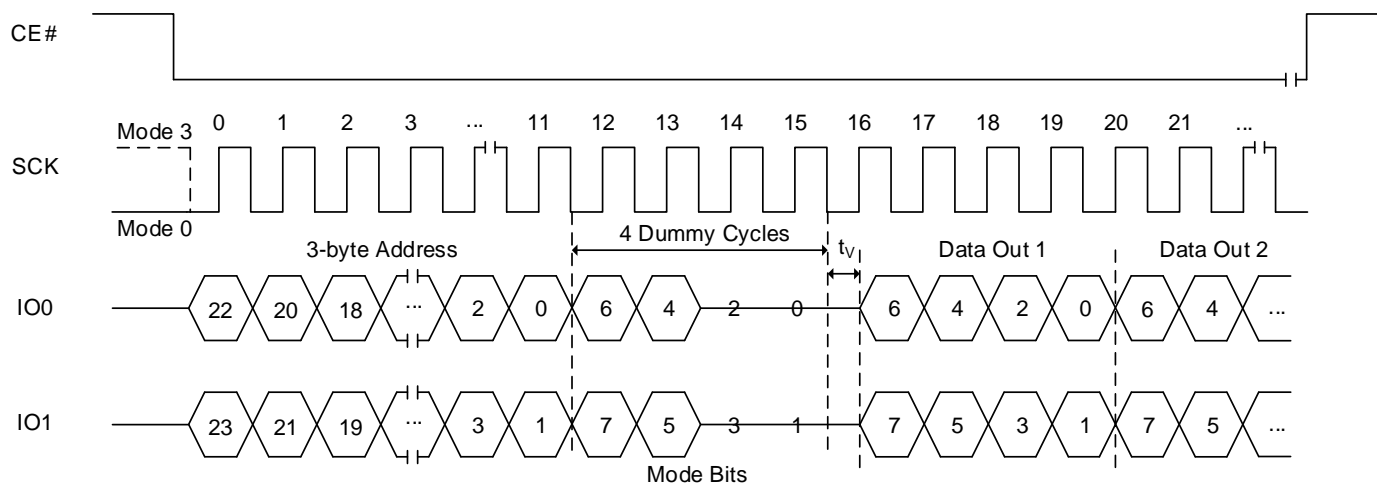 CE#
Mode 3 0 1 2 3 ... 11 12 13 14 15 16 17 18 19 20 21 ...
SCK
Mode 0
3-byte Address 4 Dummy Cycles tV Data Out 1 Data Out 2
IO0 22 20 18 ... 2 0 6 4 2 0 6 4 2 0 6 4 ...
IO1 23 21 19 ... 3 1 7 5 3 1 7 5 3 1 7 5 ...
Mode Bits